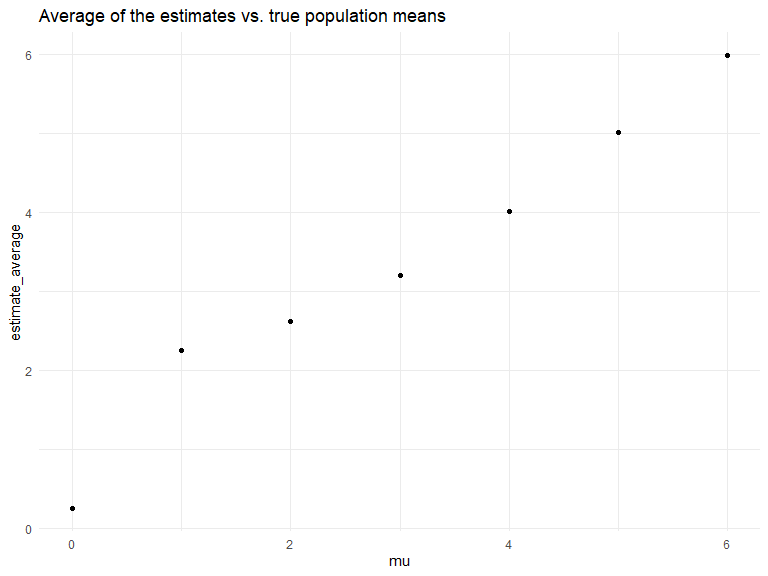 Average of the estimates vs. true population means
6
4
2
0
estimate_average
0 2 4 6
mu